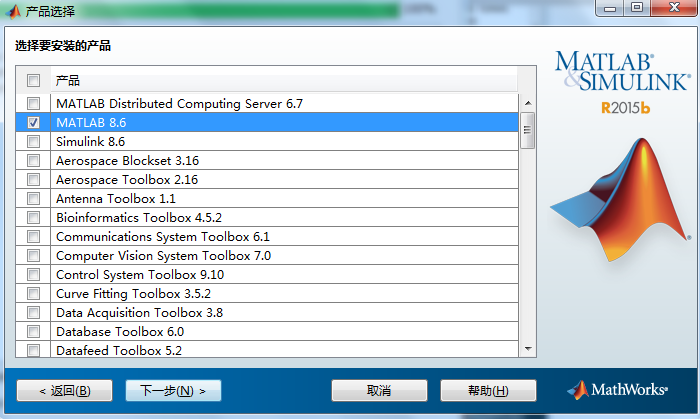 产品选择
100%
选择要安装的产品
产品
MATLAB Distributed Computing Server 6.7
MATLAB 8.6
Simulink 8.6
Aerospace Blockset 3.16
Aerospace Toolbox 2.16
Antenna Toolbox 1.1
Bioinformatics Toolbox 4.5.2
Communications System Toolbox 6.1
Computer Vision System Toolbox 7.0
Control System Toolbox 9.10
Curve Fitting Toolbox 3.5.2
Data Acquisition Toolbox 3.8
Database Toolbox 6.0
Datafeed Toolbox 5.2
MATLAB®
&SIMULINK®
R2015b
< 返回(B)
下一步(N) >
取消
帮助(H)
MathWorks®